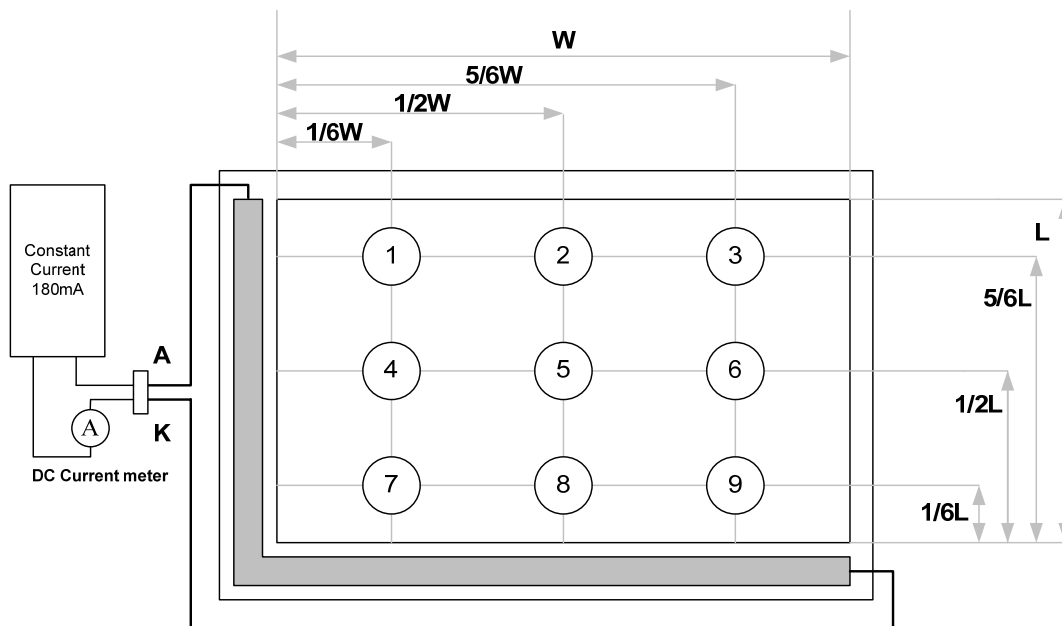 W
5/6W
1/2W
1/6W
L
Constant
Current
180mA
1
2
3
5/6L
A
4
5
6
1/2L
A
K
DC Current meter
7
8
9
1/6L